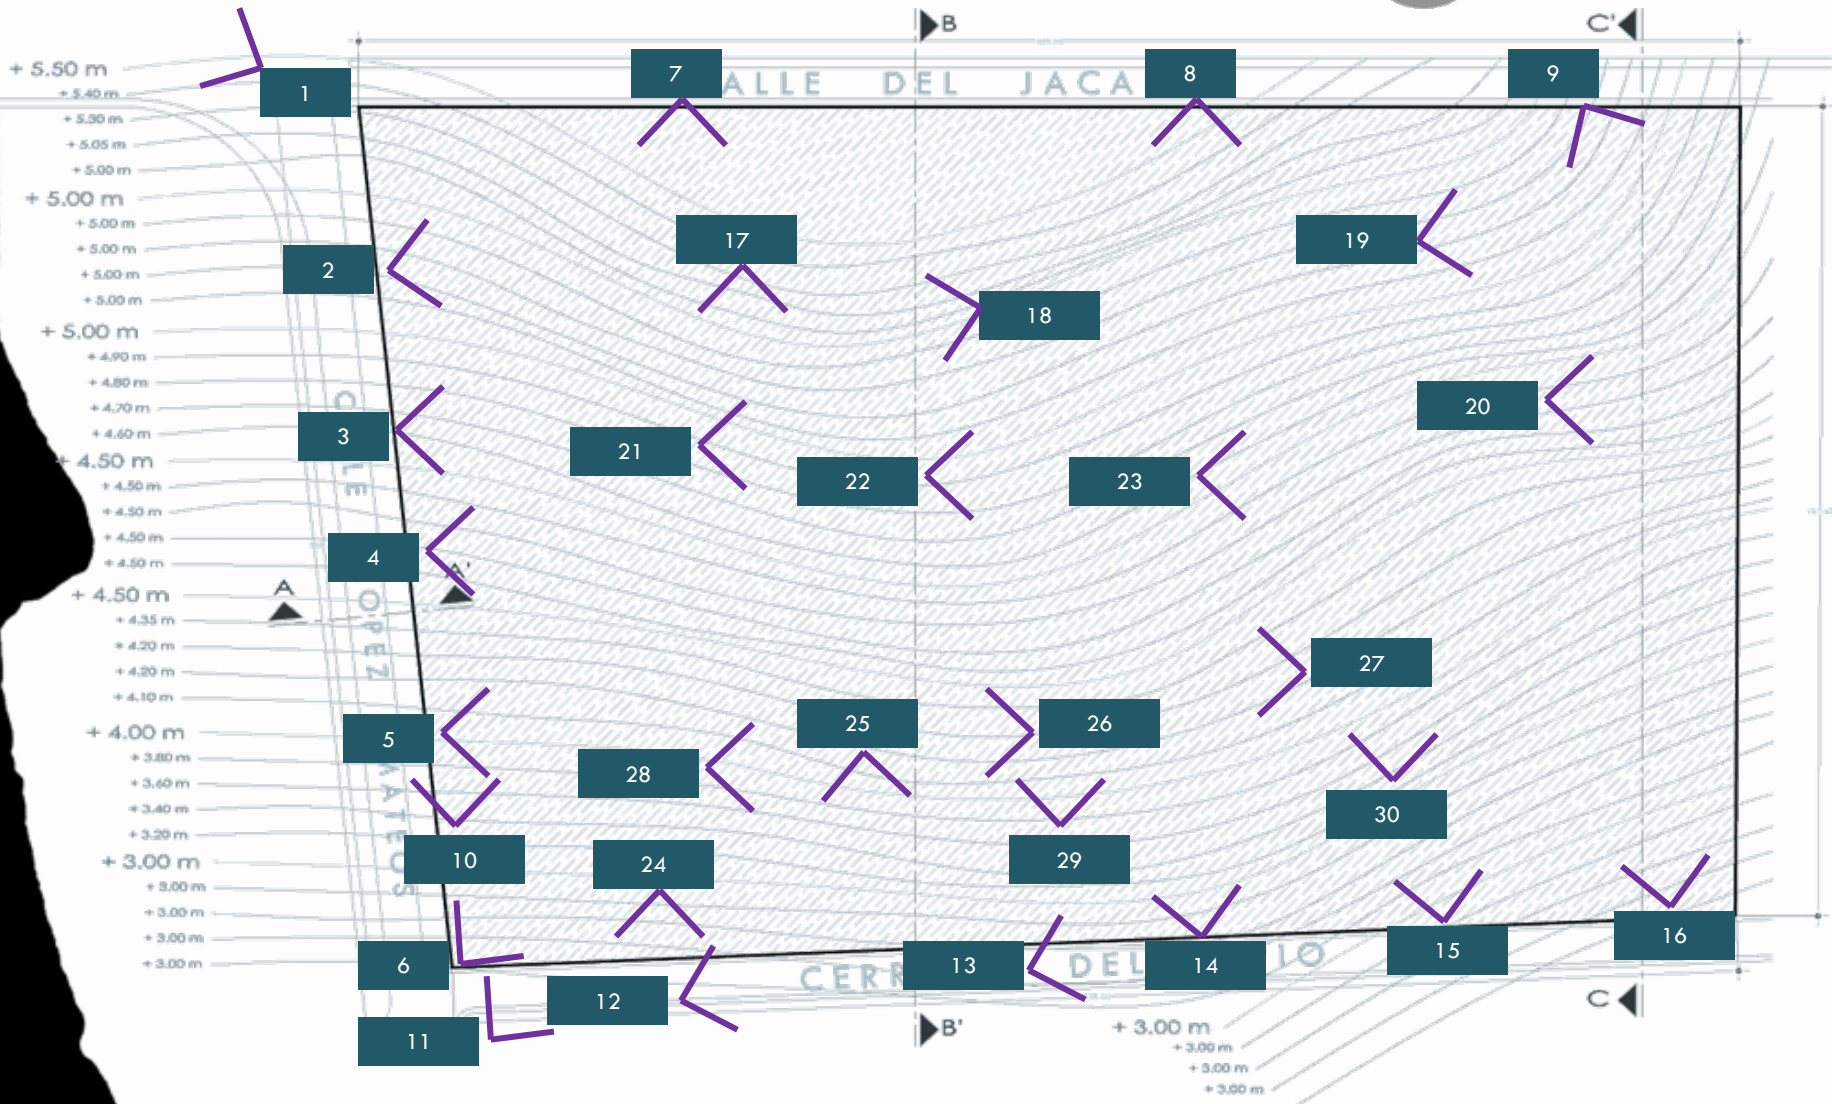 B
C'
+ 5.50 m
+ 5.40 m
1
7
ALLE DEL JACA
8
9
+ 5.30 m
+ 5.05 m
+ 5.00 m
+ 5.00 m
+ 5.00 m
+ 5.00 m
+ 5.00 m
+ 5.00 m
2
17
19
18
+ 5.00 m
+ 4.90 m
+ 4.80 m
+ 4.70 m
+ 4.60 m
+ 4.50 m
+ 4.50 m
+ 4.50 m
+ 4.50 m
+ 4.50 m
3
21
22
23
20
4
A
A'
+ 4.50 m
+ 4.35 m
+ 4.20 m
+ 4.20 m
+ 4.10 m
C LE
OPEZ
MATEOS
27
+ 4.00 m
+ 3.80 m
+ 3.60 m
+ 3.40 m
+ 3.20 m
5
25
26
28
30
10
24
29
+ 3.00 m
+ 3.00 m
+ 3.00 m
+ 3.00 m
+ 3.00 m
6
CERR
13
DEL
14
IO
15
16
12
11
B'
C
+ 3.00 m
+ 3.00 m
+ 3.00 m
+ 3.00 m